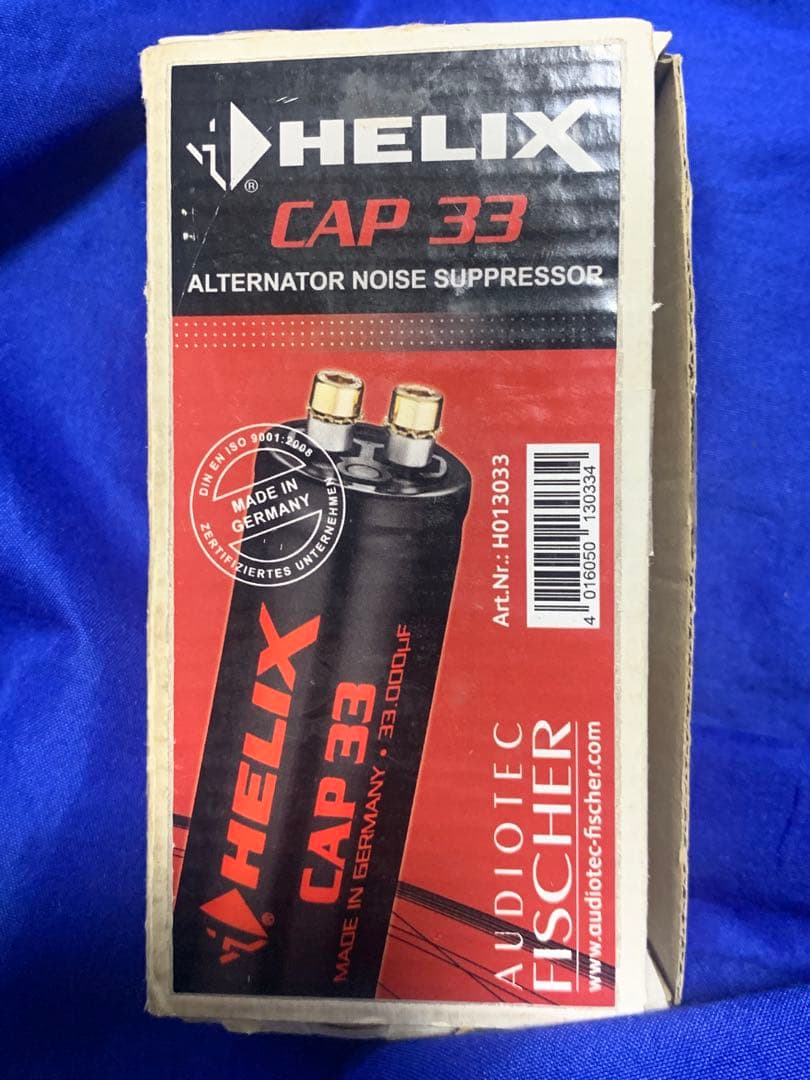 HELIX
®
CAP 33
ALTERNATOR NOISE SUPPRESSOR
DIN EN ISO 9001:2008
MADE IN
GERMANY
ZERTIFIZIERTES UNTERNEHMEN
HELIX
®
CAP 33
MADE IN GERMANY • 33.000µF
Art.Nr.: H013033
4 016050 130334
AUDIOTEC
FISCHER
www.audiotec-fischer.com